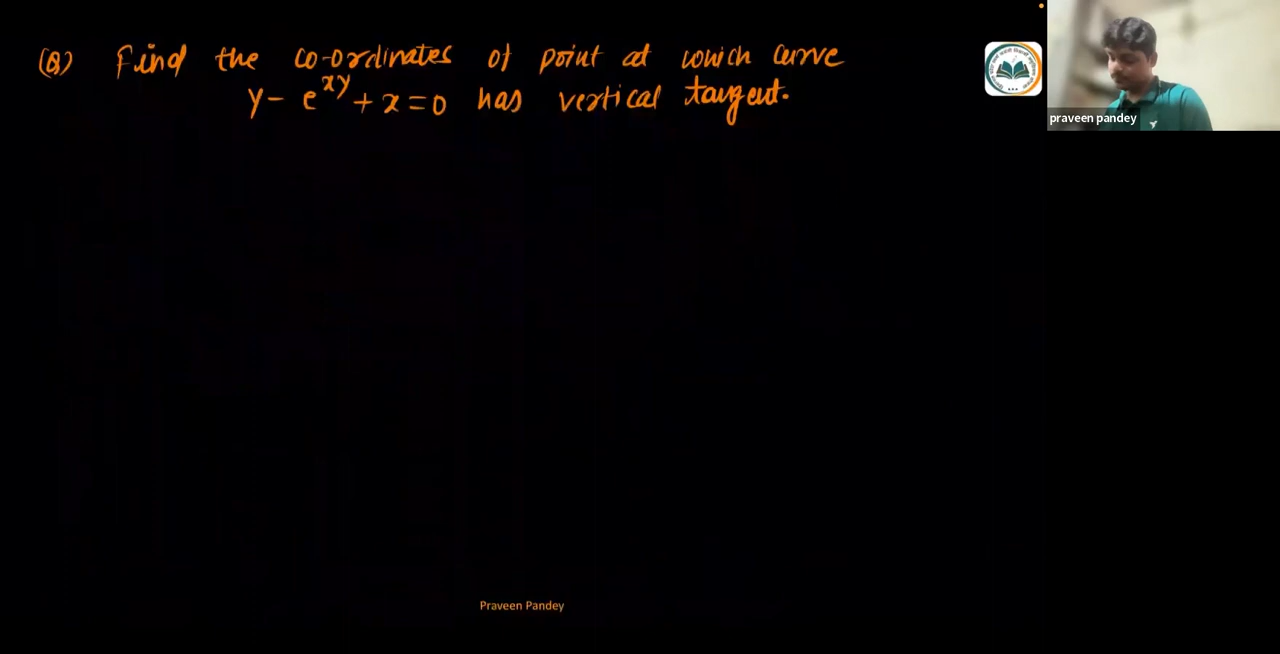 (Q) Find the co-ordinates of point at which curve
y - e^{xy} + x = 0 has vertical tangent.
praveen pandey
Praveen Pandey